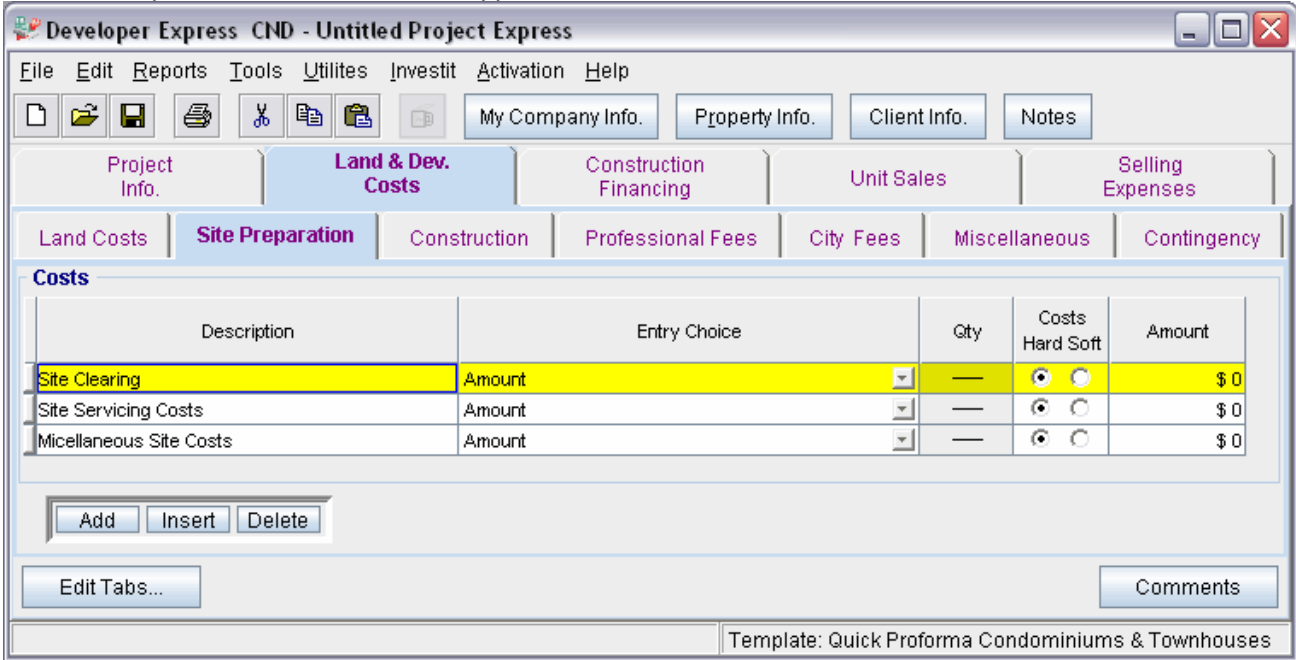 Developer Express CND - Untitled Project Express
File Edit Reports Tools Utilites Investit Activation Help
My Company Info. Property Info. Client Info. Notes
Project Info. Land & Dev. Costs Construction Financing Unit Sales Selling Expenses
Land Costs Site Preparation Construction Professional Fees City Fees Miscellaneous Contingency
Costs
Description Entry Choice Qty Costs Hard Soft Amount
Site Clearing Amount — $ 0
Site Servicing Costs Amount — $ 0
Micellaneous Site Costs Amount — $ 0
Add Insert Delete
Edit Tabs... Comments
Template: Quick Proforma Condominiums & Townhouses